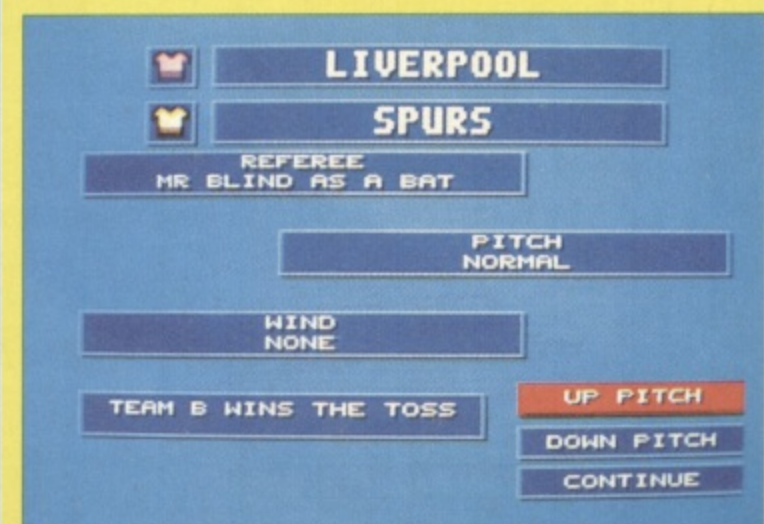 LIVERPOOL
SPURS
REFEREE
MR BLIND AS A BAT
PITCH
NORMAL
WIND
NONE
TEAM B WINS THE TOSS
UP PITCH
DOWN PITCH
CONTINUE